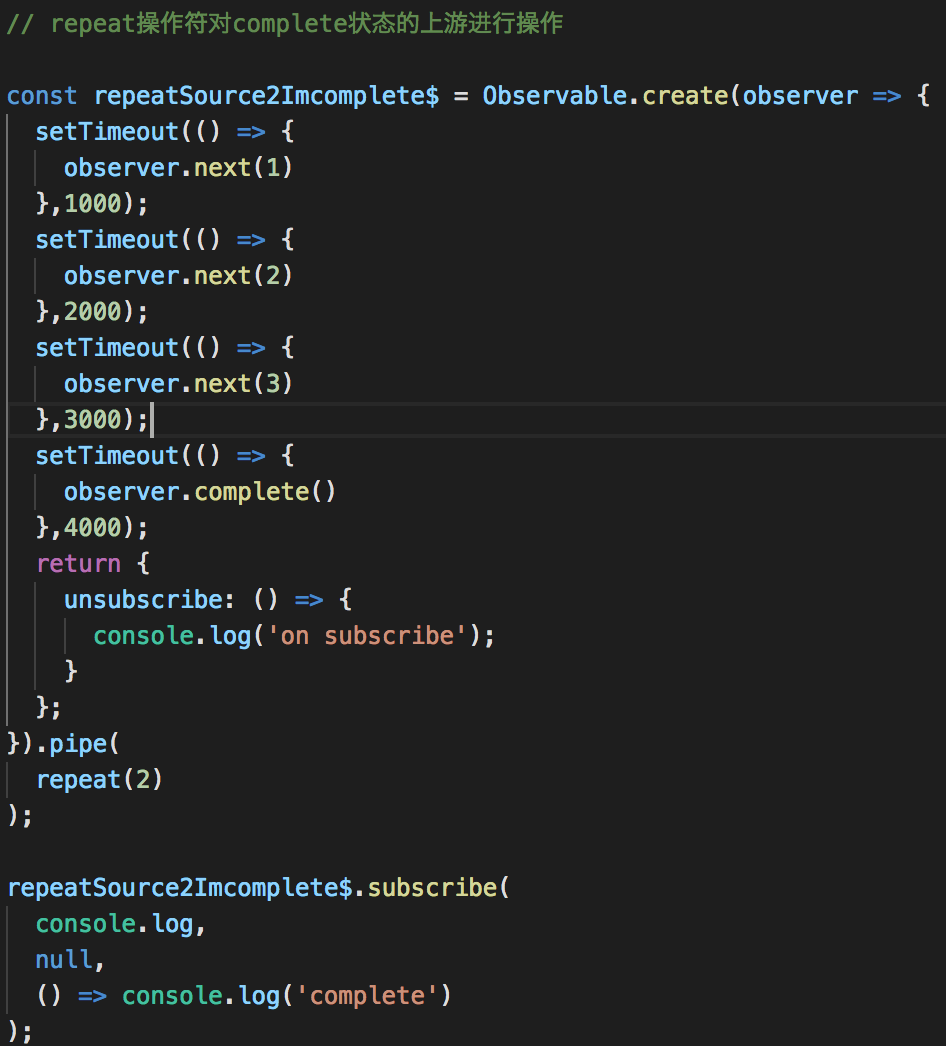 // repeat操作符对complete状态的上游进行操作
const repeatSource2Imcomplete$ = Observable.create(observer => {
setTimeout(() => {
observer.next(1)
},1000);
setTimeout(() => {
observer.next(2)
},2000);
setTimeout(() => {
observer.next(3)
},3000);
setTimeout(() => {
observer.complete()
},4000);
return {
unsubscribe: () => {
console.log('on subscribe');
}
};
}).pipe(
repeat(2)
);
repeatSource2Imcomplete$.subscribe(
console.log,
null,
() => console.log('complete')
);